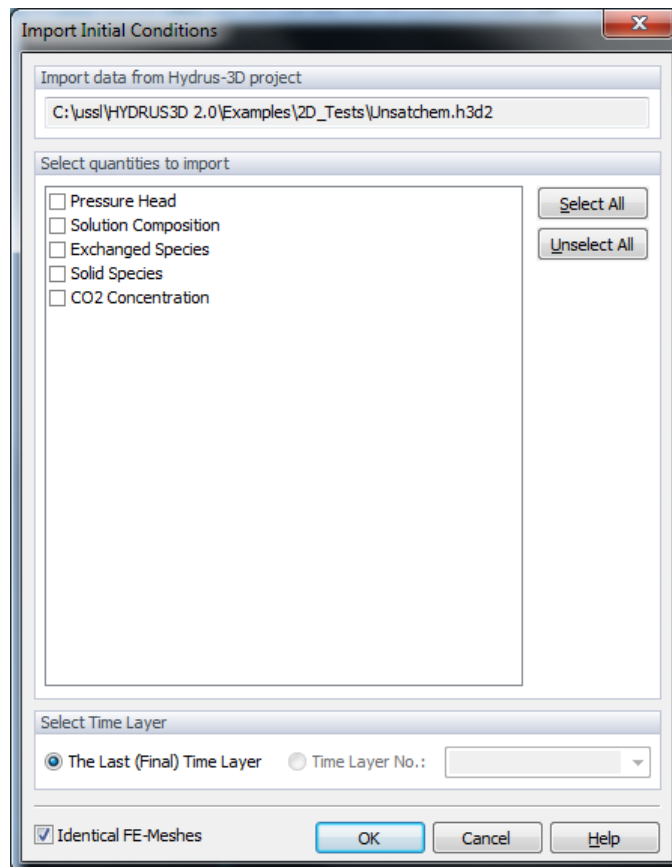 Import Initial Conditions
Import data from Hydrus-3D project
C:\ussl\HYDRUS3D 2.0\Examples\2D_Tests\Unsatchem.h3d2
Select quantities to import
Pressure Head
Select All
Solution Composition
Exchanged Species
Unselect All
Solid Species
CO2 Concentration
Select Time Layer
The Last (Final) Time Layer Time Layer No.:
Identical FE-Meshes OK Cancel Help